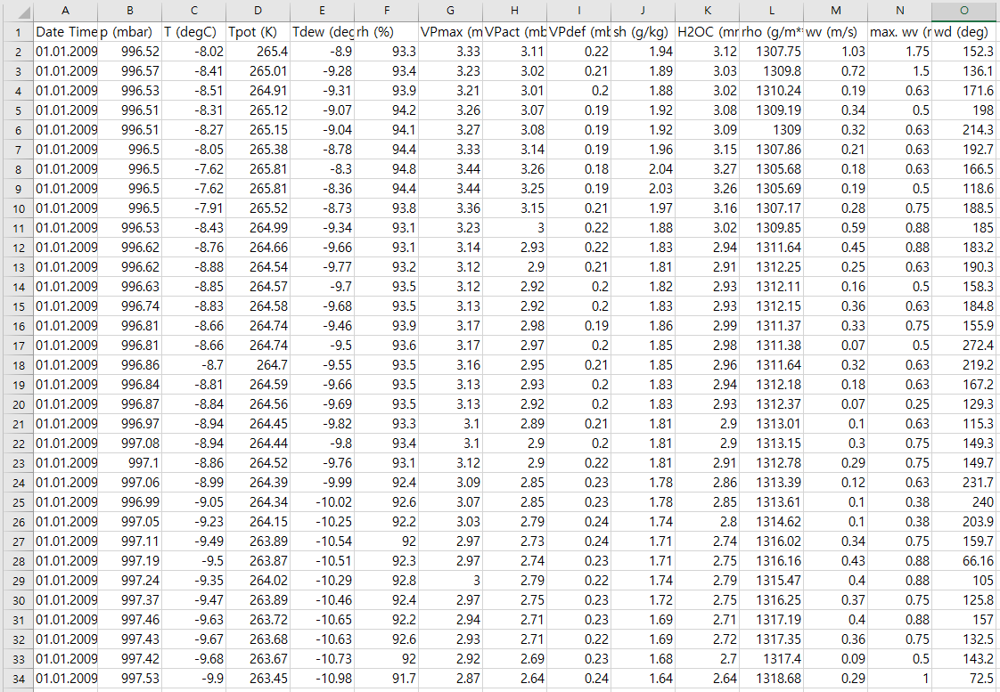 A B C D E F G H I J K L M N O
1 Date Time p (mbar) T (degC) Tpot (K) Tdew (deg rh (%) VPmax (m VPact (mb VPdef (mb sh (g/kg) H2OC (mm rho (g/m** wv (m/s) max. wv (r wd (deg)
2 01.01.2009 996.52 -8.02 265.4 -8.9 93.3 3.33 3.11 0.22 1.94 3.12 1307.75 1.03 1.75 152.3
3 01.01.2009 996.57 -8.41 265.01 -9.28 93.4 3.23 3.02 0.21 1.89 3.03 1309.8 0.72 1.5 136.1
4 01.01.2009 996.53 -8.51 264.91 -9.31 93.9 3.21 3.01 0.2 1.88 3.02 1310.24 0.19 0.63 171.6
5 01.01.2009 996.51 -8.31 265.12 -9.07 94.2 3.26 3.07 0.19 1.92 3.08 1309.19 0.34 0.5 198
6 01.01.2009 996.51 -8.27 265.15 -9.04 94.1 3.27 3.08 0.19 1.92 3.09 1309 0.32 0.63 214.3
7 01.01.2009 996.5 -8.05 265.38 -8.78 94.4 3.33 3.14 0.19 1.96 3.15 1307.86 0.21 0.63 192.7
8 01.01.2009 996.5 -7.62 265.81 -8.3 94.8 3.44 3.26 0.18 2.04 3.27 1305.68 0.18 0.63 166.5
9 01.01.2009 996.5 -7.62 265.81 -8.36 94.4 3.44 3.25 0.19 2.03 3.26 1305.69 0.19 0.5 118.6
10 01.01.2009 996.5 -7.91 265.52 -8.73 93.8 3.36 3.15 0.21 1.97 3.16 1307.17 0.28 0.75 188.5
11 01.01.2009 996.53 -8.43 264.99 -9.34 93.1 3.23 3 0.22 1.88 3.02 1309.85 0.59 0.88 185
12 01.01.2009 996.62 -8.76 264.66 -9.66 93.1 3.14 2.93 0.22 1.83 2.94 1311.64 0.45 0.88 183.2
13 01.01.2009 996.62 -8.88 264.54 -9.77 93.2 3.12 2.9 0.21 1.81 2.91 1312.25 0.25 0.63 190.3
14 01.01.2009 996.63 -8.85 264.57 -9.7 93.5 3.12 2.92 0.2 1.82 2.93 1312.11 0.16 0.5 158.3
15 01.01.2009 996.74 -8.83 264.58 -9.68 93.5 3.13 2.92 0.2 1.83 2.93 1312.15 0.36 0.63 184.8
16 01.01.2009 996.81 -8.66 264.74 -9.46 93.9 3.17 2.98 0.19 1.86 2.99 1311.37 0.33 0.75 155.9
17 01.01.2009 996.81 -8.66 264.74 -9.5 93.6 3.17 2.97 0.2 1.85 2.98 1311.38 0.07 0.5 272.4
18 01.01.2009 996.86 -8.7 264.7 -9.55 93.5 3.16 2.95 0.21 1.85 2.96 1311.64 0.32 0.63 219.2
19 01.01.2009 996.84 -8.81 264.59 -9.66 93.5 3.13 2.93 0.2 1.83 2.94 1312.18 0.18 0.63 167.2
20 01.01.2009 996.87 -8.84 264.56 -9.69 93.5 3.13 2.92 0.2 1.83 2.93 1312.37 0.07 0.25 129.3
21 01.01.2009 996.97 -8.94 264.45 -9.82 93.3 3.1 2.89 0.21 1.81 2.9 1313.01 0.1 0.63 115.3
22 01.01.2009 997.08 -8.94 264.44 -9.8 93.4 3.1 2.9 0.2 1.81 2.9 1313.15 0.3 0.75 149.3
23 01.01.2009 997.1 -8.86 264.52 -9.76 93.1 3.12 2.9 0.22 1.81 2.91 1312.78 0.29 0.75 149.7
24 01.01.2009 997.06 -8.99 264.39 -9.99 92.4 3.09 2.85 0.23 1.78 2.86 1313.39 0.12 0.63 231.7
25 01.01.2009 996.99 -9.05 264.34 -10.02 92.6 3.07 2.85 0.23 1.78 2.85 1313.61 0.1 0.38 240
26 01.01.2009 997.05 -9.23 264.15 -10.25 92.2 3.03 2.79 0.24 1.74 2.8 1314.62 0.1 0.38 203.9
27 01.01.2009 997.11 -9.49 263.89 -10.54 92 2.97 2.73 0.24 1.71 2.74 1316.02 0.34 0.75 159.7
28 01.01.2009 997.19 -9.5 263.87 -10.51 92.3 2.97 2.74 0.23 1.71 2.75 1316.16 0.43 0.88 66.16
29 01.01.2009 997.24 -9.35 264.02 -10.29 92.8 3 2.79 0.22 1.74 2.79 1315.47 0.4 0.88 105
30 01.01.2009 997.37 -9.47 263.89 -10.46 92.4 2.97 2.75 0.23 1.72 2.75 1316.25 0.37 0.75 125.8
31 01.01.2009 997.46 -9.63 263.72 -10.65 92.2 2.94 2.71 0.23 1.69 2.71 1317.19 0.4 0.88 157
32 01.01.2009 997.43 -9.67 263.68 -10.63 92.6 2.93 2.71 0.22 1.69 2.72 1317.35 0.36 0.75 132.5
33 01.01.2009 997.42 -9.68 263.67 -10.73 92 2.92 2.69 0.23 1.68 2.7 1317.4 0.09 0.5 143.2
34 01.01.2009 997.53 -9.9 263.45 -10.98 91.7 2.87 2.64 0.24 1.64 2.64 1318.68 0.29 1 72.5